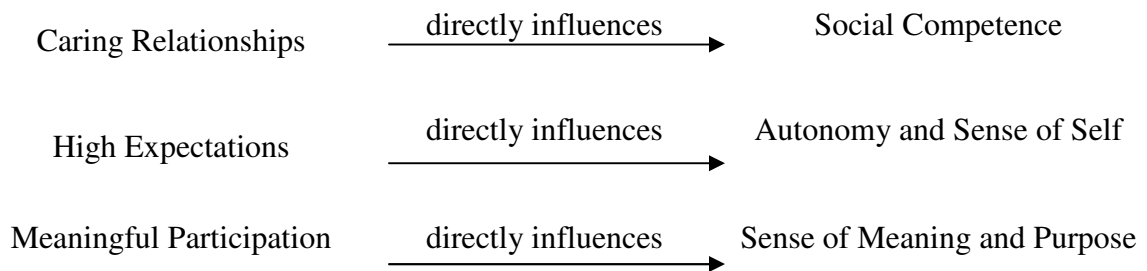 Caring Relationships directly influences Social Competence
High Expectations directly influences Autonomy and Sense of Self
Meaningful Participation directly influences Sense of Meaning and Purpose